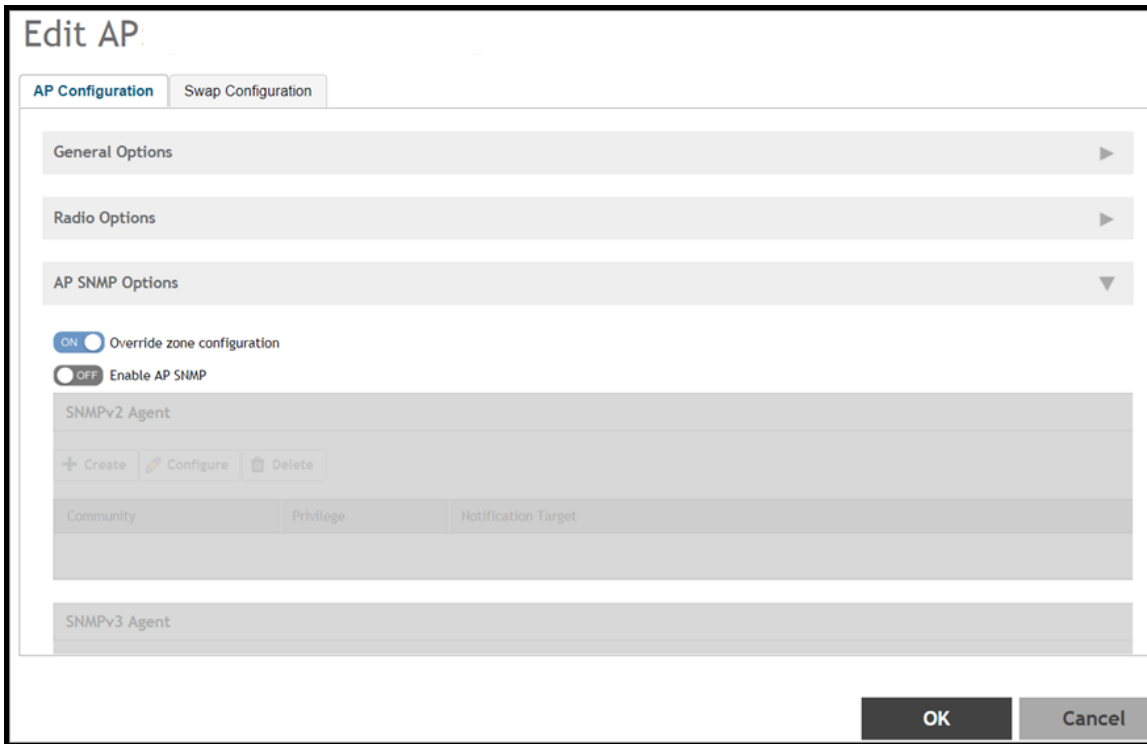 Edit AP:
AP Configuration Swap Configuration
General Options
Radio Options
AP SNMP Options
ON Override zone configuration
OFF Enable AP SNMP
SNMPv2 Agent
Create Configure Delete
Community Privilege Notification Target
SNMPv3 Agent
OK Cancel